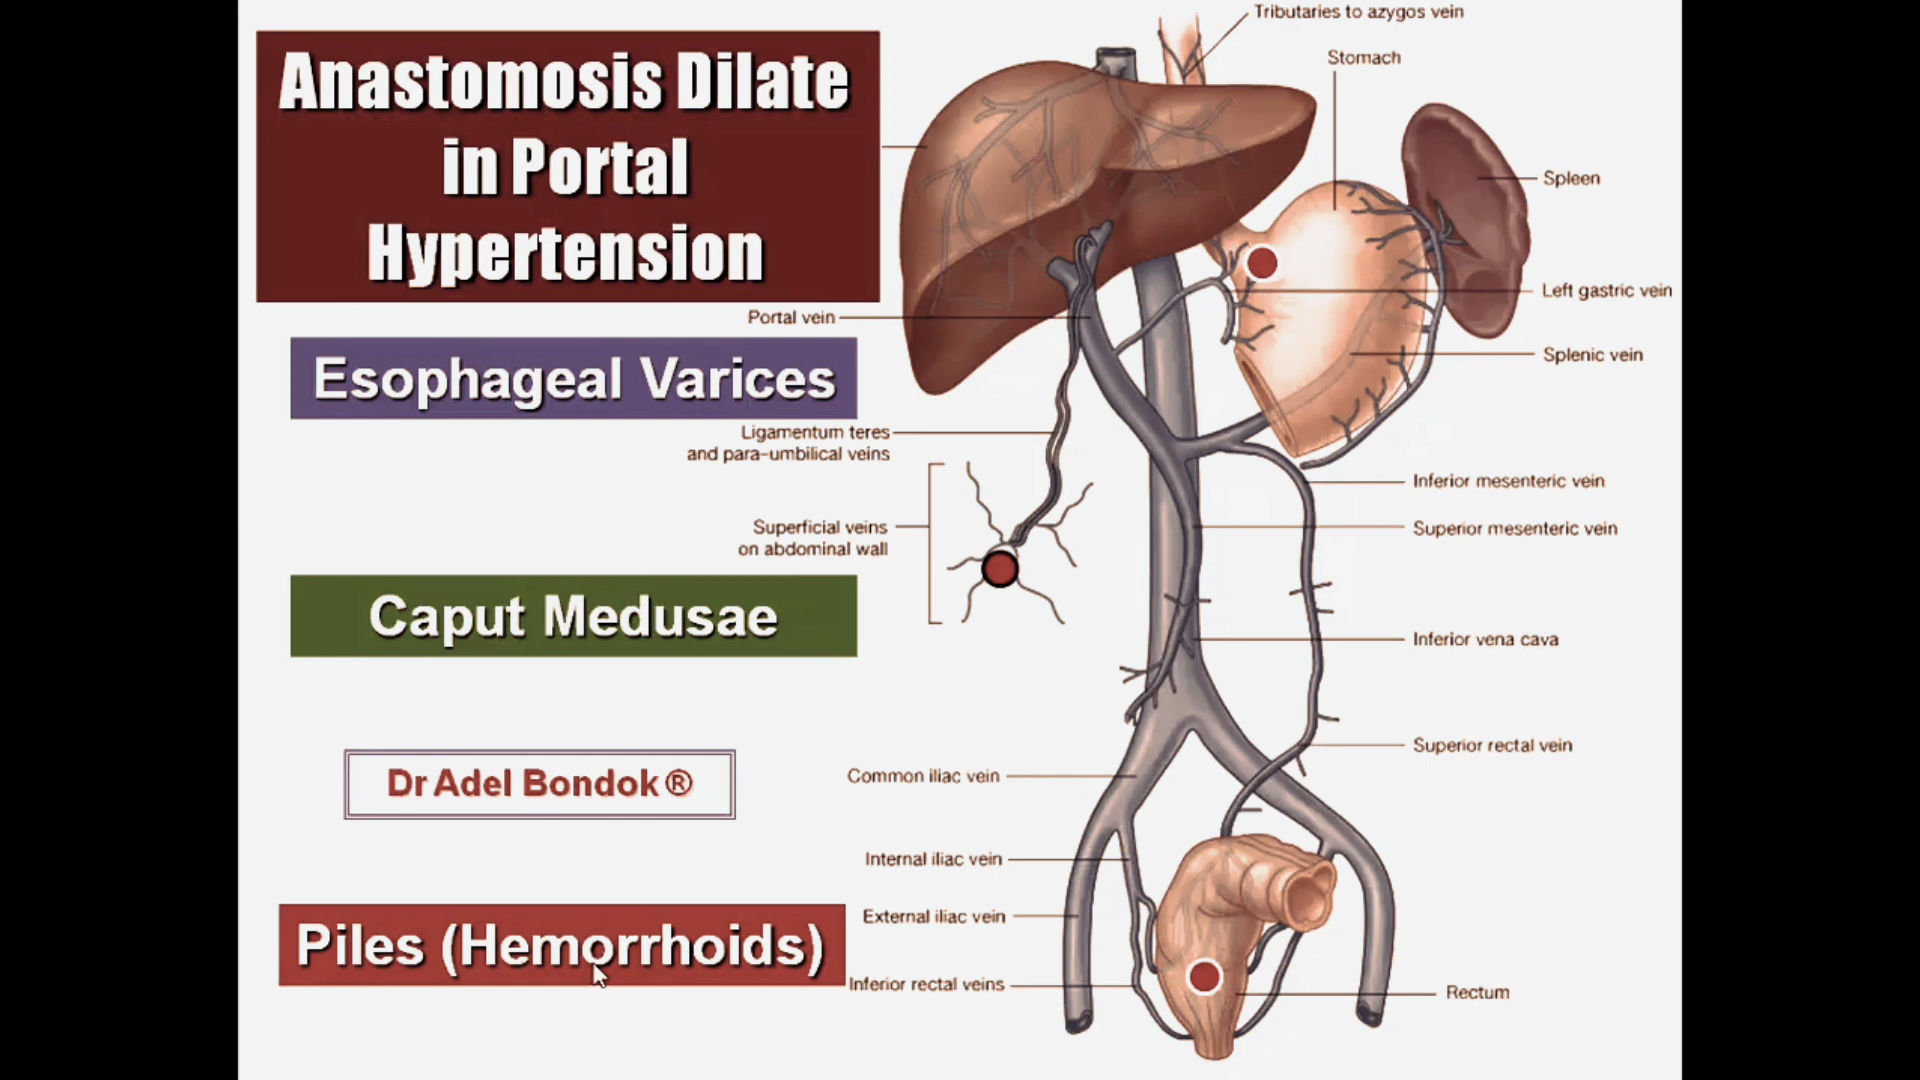 Anastomosis Dilate
in Portal
Hypertension
Tributaries to azygos vein
Stomach
Spleen
Left gastric vein
Portal vein
Splenic vein
Esophageal Varices
Ligamentum teres
and para-umbilical veins
Inferior mesenteric vein
Superficial veins
on abdominal wall
Superior mesenteric vein
Caput Medusae
Inferior vena cava
Superior rectal vein
Dr Adel Bondok ®
Common iliac vein
Internal iliac vein
External iliac vein
Piles (Hemorrhoids)
Inferior rectal veins
Rectum